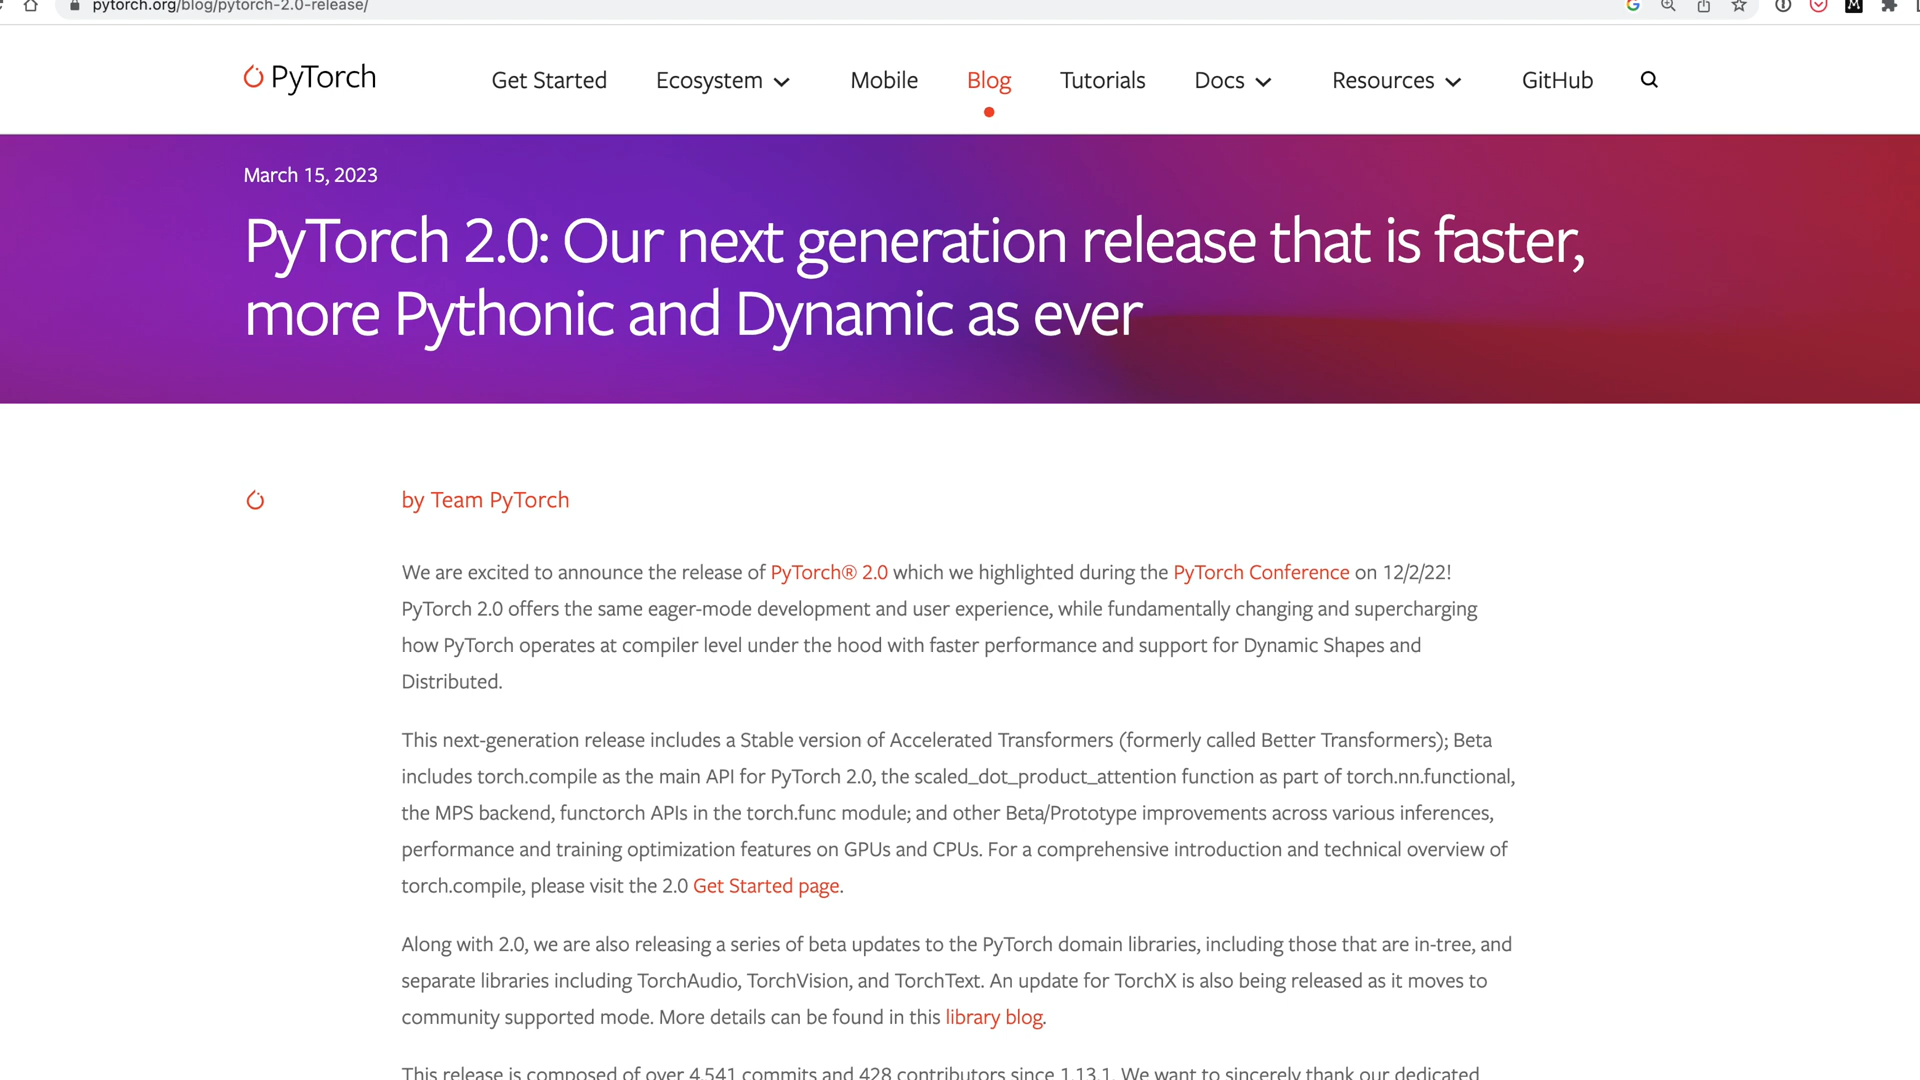 pytorch.org/blog/pytorch-2.0-release/
PyTorch
Get Started
Ecosystem
Mobile
Blog
Tutorials
Docs
Resources
GitHub
March 15, 2023
PyTorch 2.0: Our next generation release that is faster,
more Pythonic and Dynamic as ever
by Team PyTorch
We are excited to announce the release of PyTorch® 2.0 which we highlighted during the PyTorch Conference on 12/2/22!
PyTorch 2.0 offers the same eager-mode development and user experience, while fundamentally changing and supercharging
how PyTorch operates at compiler level under the hood with faster performance and support for Dynamic Shapes and
Distributed.
This next-generation release includes a Stable version of Accelerated Transformers (formerly called Better Transformers); Beta
includes torch.compile as the main API for PyTorch 2.0, the scaled_dot_product_attention function as part of torch.nn.functional,
the MPS backend, functorch APIs in the torch.func module; and other Beta/Prototype improvements across various inferences,
performance and training optimization features on GPUs and CPUs. For a comprehensive introduction and technical overview of
torch.compile, please visit the 2.0 Get Started page.
Along with 2.0, we are also releasing a series of beta updates to the PyTorch domain libraries, including those that are in-tree, and
separate libraries including TorchAudio, TorchVision, and TorchText. An update for TorchX is also being released as it moves to
community supported mode. More details can be found in this library blog.
This release is composed of over 4,541 commits and 428 contributors since 1.13.1. We want to sincerely thank our dedicated